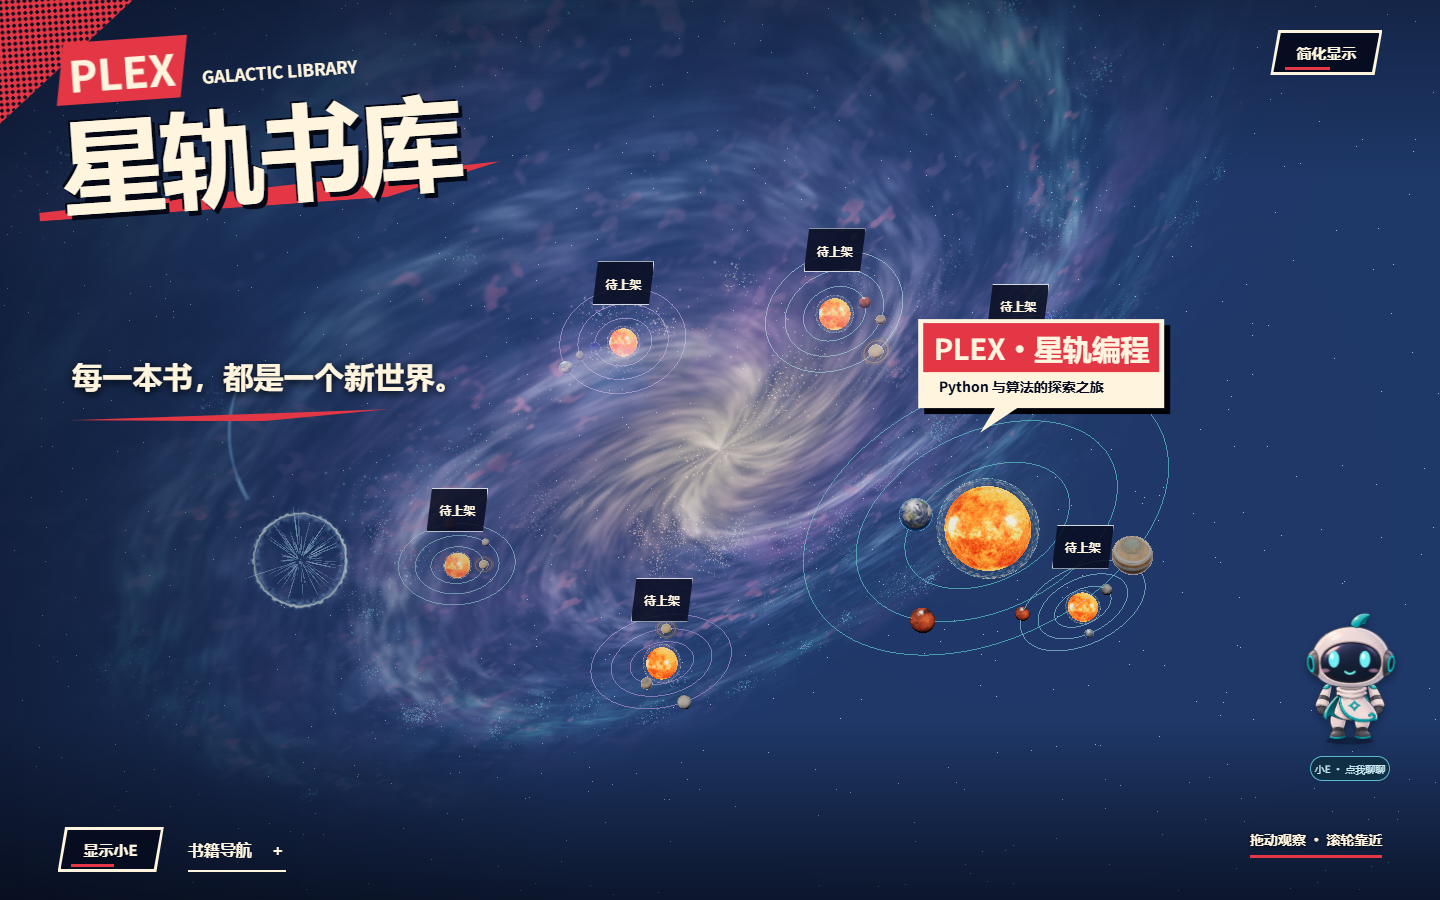 PLEX
GALACTIC LIBRARY
星轨书库
简化显示
待上架
待上架
待上架
PLEX·星轨编程
Python 与算法的探索之旅
每一本书，都是一个新世界。
待上架
待上架
待上架
小E · 点我聊聊
显示小E
书籍导航 +
拖动观察 · 滚轮靠近